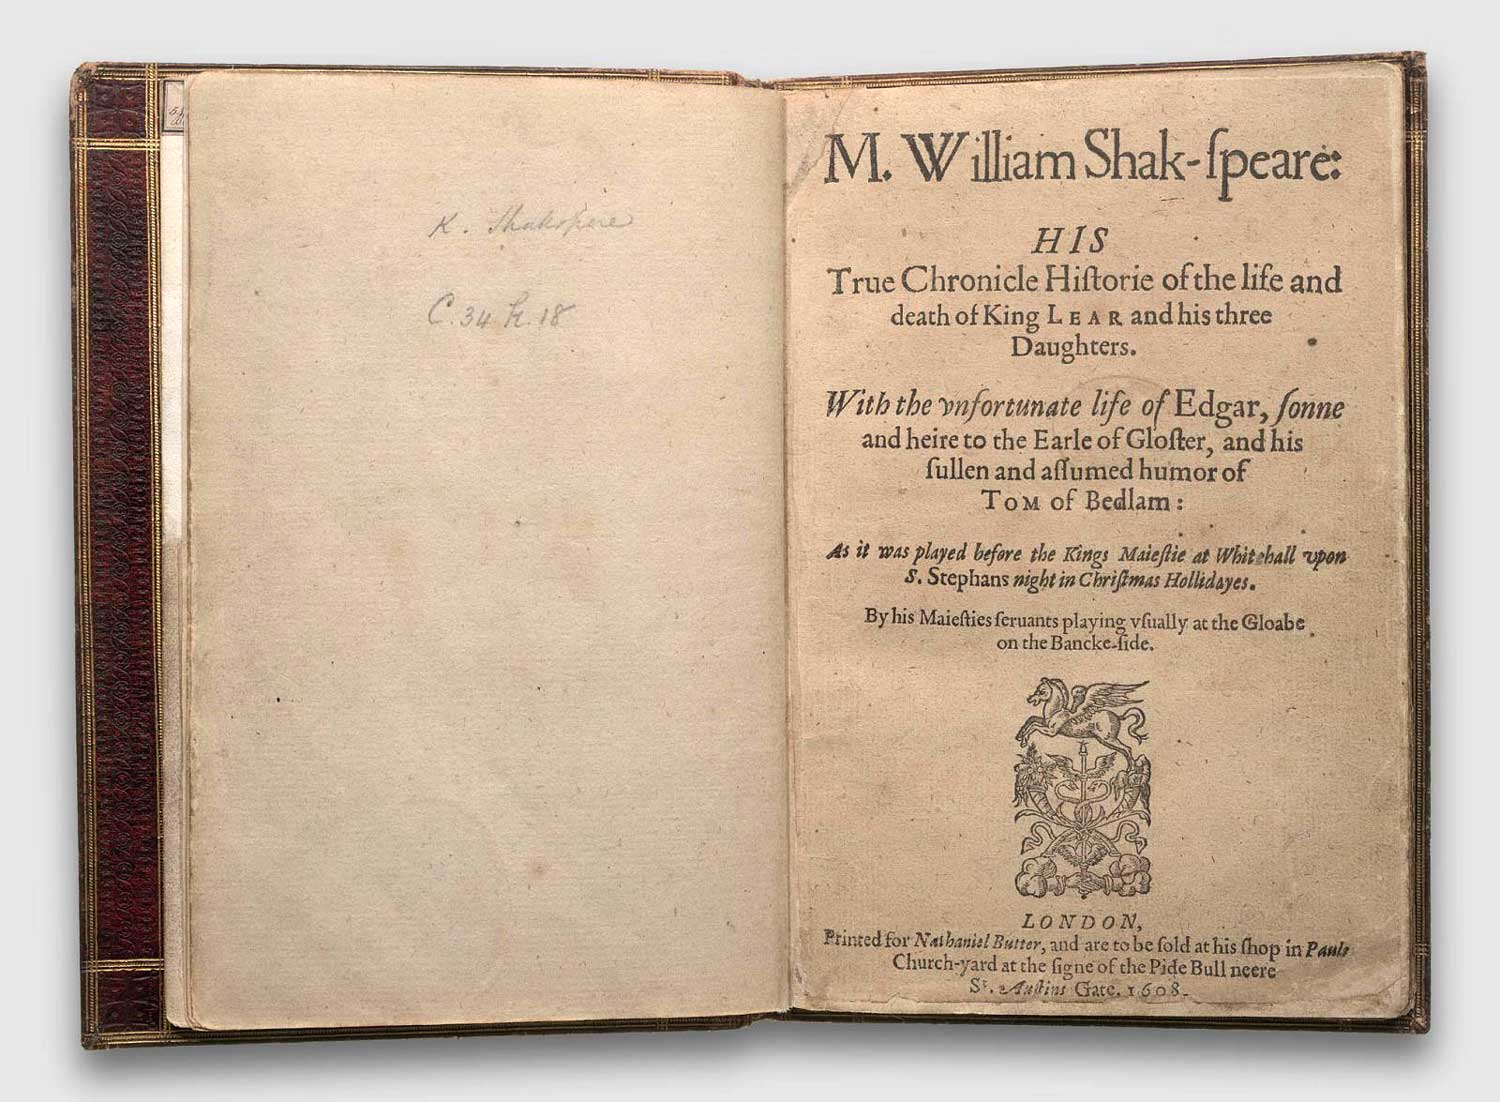 K. Shakspere
C.34 k.18
M. William Shak-ſpeare:
HIS
True Chronicle Hiſtorie of the life and
death of King LEAR and his three
Daughters.
With the vnfortunate life of Edgar, ſonne
and heire to the Earle of Gloſter, and his
ſullen and aſſumed humor of
TOM of Bedlam:
As it was played before the Kings Maieſtie at Whitehall vpon
S. Stephans night in Chriſtmas Hollidayes.
By his Maieſties ſeruants playing vſually at the Gloabe
on the Bancke-ſide.
LONDON,
Printed for Nathaniel Butter, and are to be ſold at his ſhop in Pauls
Church-yard at the ſigne of the Pide Bull neere
St. Auſtins Gate. 1608.